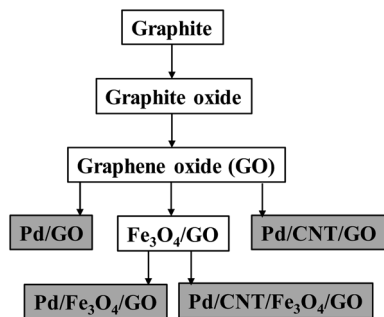 Graphite
Graphite oxide
Graphene oxide (GO)
Pd/GO
Fe₃O₄/GO
Pd/CNT/GO
Pd/Fe₃O₄/GO
Pd/CNT/Fe₃O₄/GO